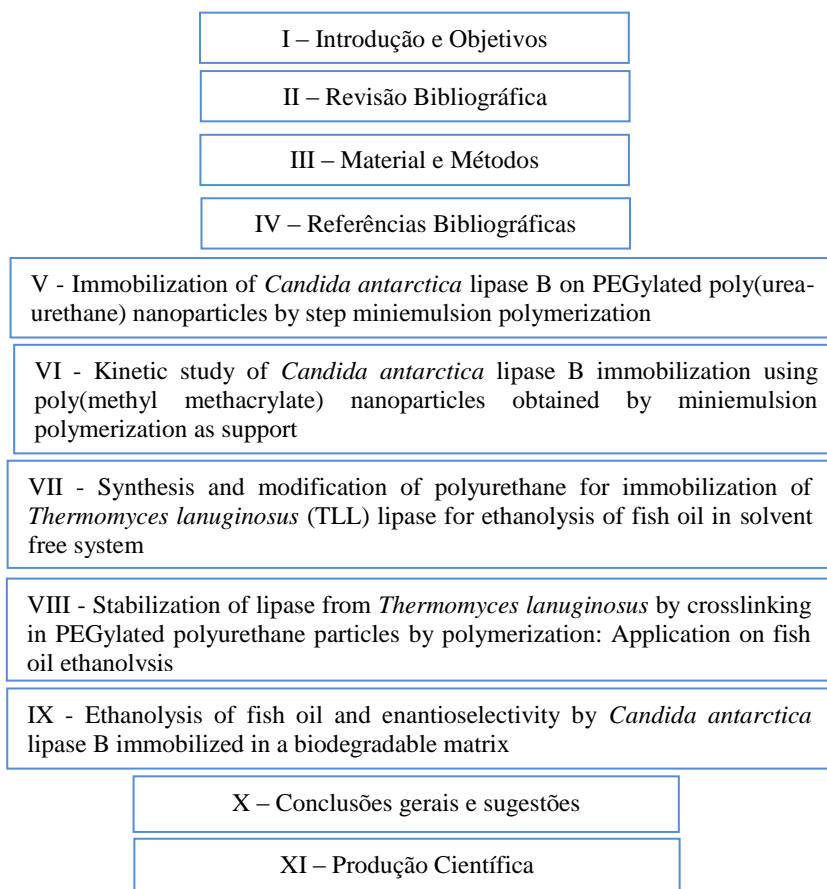 I – Introdução e Objetivos
II – Revisão Bibliográfica
III – Material e Métodos
IV – Referências Bibliográficas
V - Immobilization of Candida antarctica lipase B on PEGylated poly(urea-
urethane) nanoparticles by step miniemulsion polymerization
VI - Kinetic study of Candida antarctica lipase B immobilization using
poly(methyl methacrylate) nanoparticles obtained by miniemulsion
polymerization as support
VII - Synthesis and modification of polyurethane for immobilization of
Thermomyces lanuginosus (TLL) lipase for ethanolysis of fish oil in solvent
free system
VIII - Stabilization of lipase from Thermomyces lanuginosus by crosslinking
in PEGylated polyurethane particles by polymerization: Application on fish
oil ethanolysis
IX - Ethanolysis of fish oil and enantioselectivity by Candida antarctica
lipase B immobilized in a biodegradable matrix
X – Conclusões gerais e sugestões
XI – Produção Científica